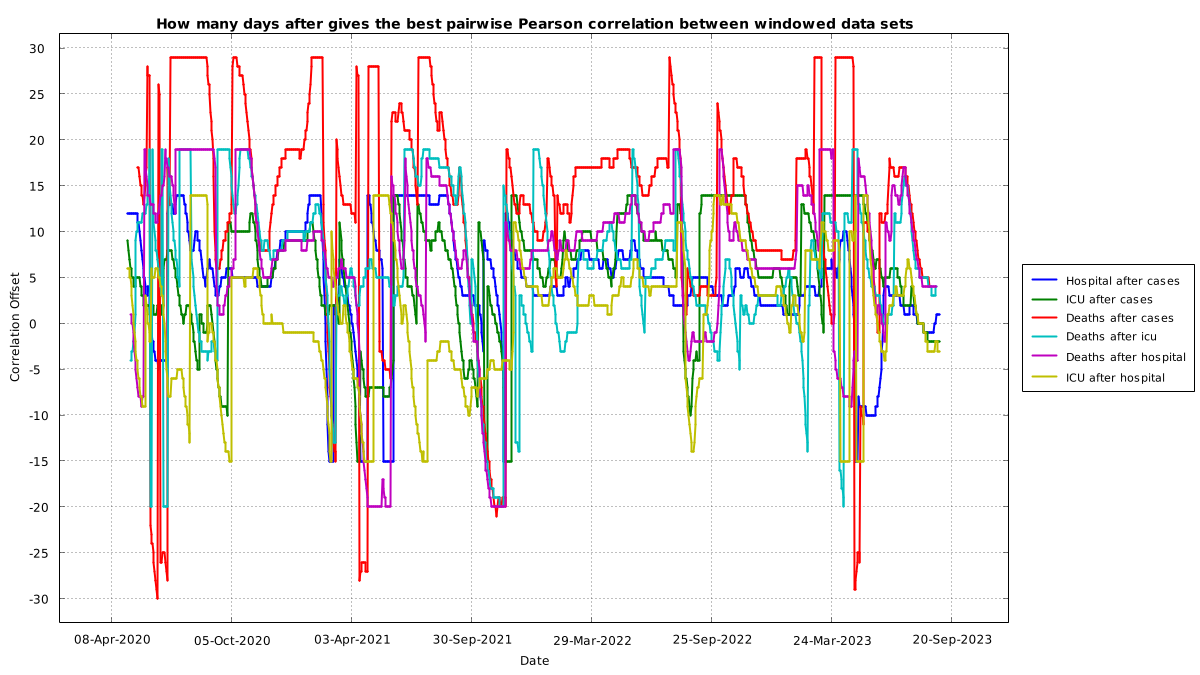 How many days after gives the best pairwise Pearson correlation between windowed data sets
30
25
20
15
10
5
0
-5
-10
-15
-20
-25
-30
Correlation Offset
08-Apr-2020
05-Oct-2020
03-Apr-2021
30-Sep-2021
29-Mar-2022
25-Sep-2022
24-Mar-2023
20-Sep-2023
Date
Hospital after cases
ICU after cases
Deaths after cases
Deaths after icu
Deaths after hospital
ICU after hospital